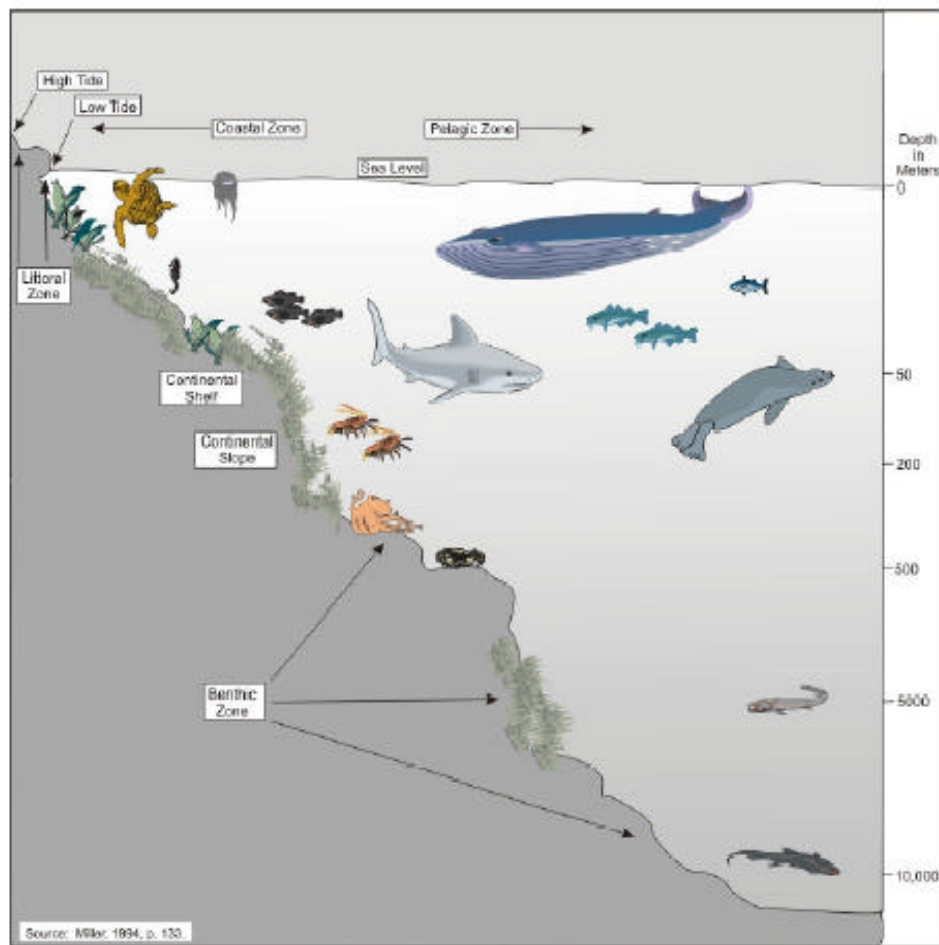 High Tide
Low Tide
Coastal Zone
Pelagic Zone
Depth
in
Meters
Sea Level
0
Littoral
Zone
50
Continental
Shelf
Continental
Slope
200
500
Benthic
Zone
5000
10,000
Source: Miller, 1994, p. 133.